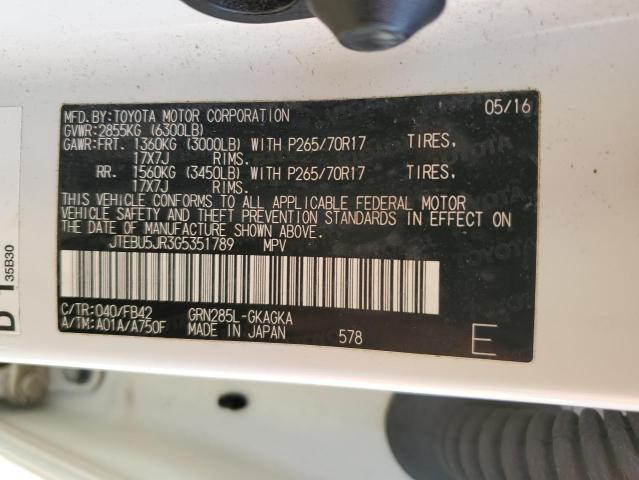 MFD.BY:TOYOTA MOTOR CORPORATION 05/16
GVWR:2855KG (6300LB)
GAWR:FRT. 1360KG (3000LB) WITH P265/70R17 TIRES,
17X7J RIMS.
RR. 1560KG (3450LB) WITH P265/70R17 TIRES,
17X7J RIMS.
THIS VEHICLE CONFORMS TO ALL APPLICABLE FEDERAL MOTOR
VEHICLE SAFETY AND THEFT PREVENTION STANDARDS IN EFFECT ON
THE DATE OF MANUFACTURE SHOWN ABOVE.
JTEBU5JR3G5351789 MPV
C/TR:040/FB42 GRN285L-GKAGKA
A/TM:A01A/A750F MADE IN JAPAN 578 E
35B30